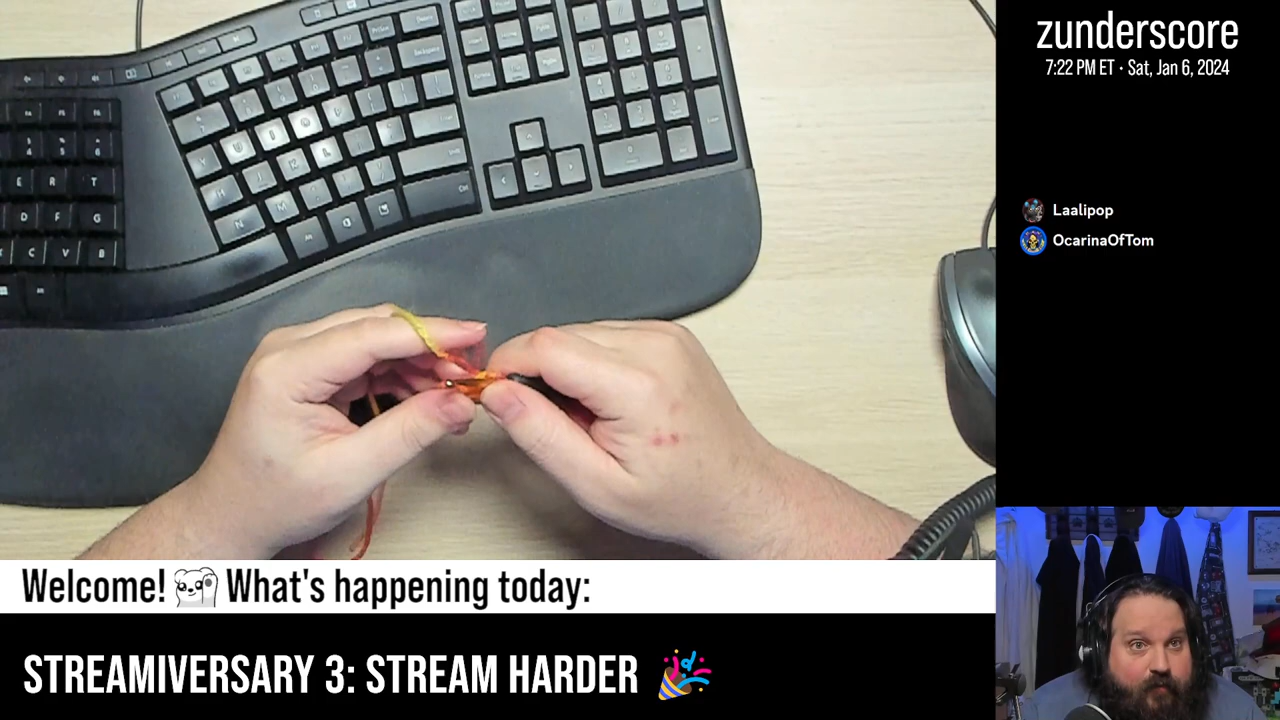 zunderscore
7:22 PM ET · Sat, Jan 6, 2024
Laalipop
OcarinaOfTom
Welcome! What's happening today:
STREAMIVERSARY 3: STREAM HARDER
Y U I O P
H J K L
N M
E R T
D F G
C V B